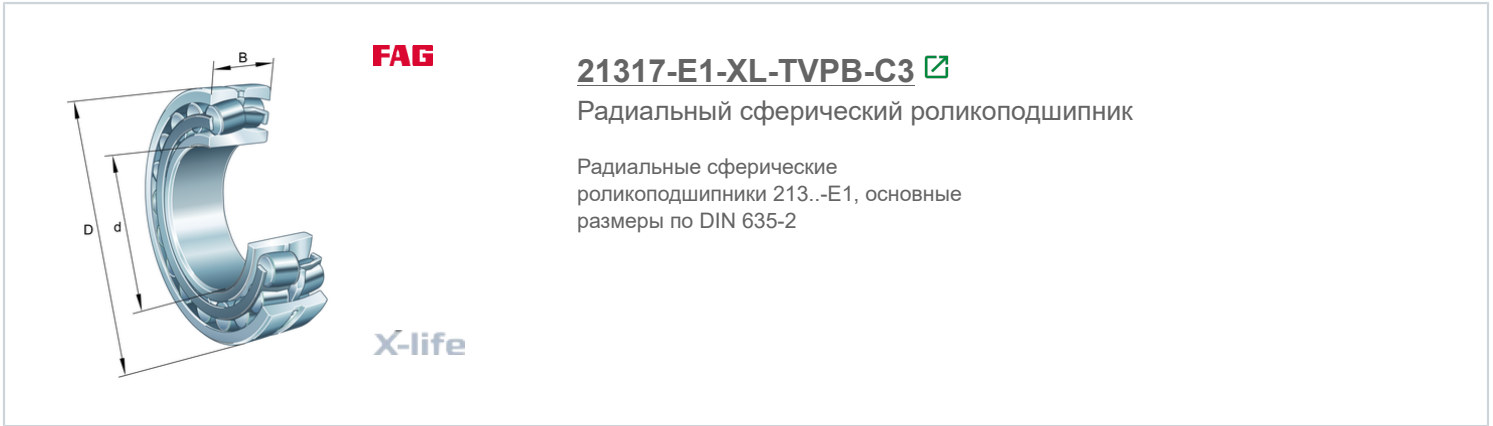 B
D
d
FAG
X-life
21317-E1-XL-TVPB-C3
Радиальный сферический роликоподшипник
Радиальные сферические
роликоподшипники 213..-E1, основные
размеры по DIN 635-2